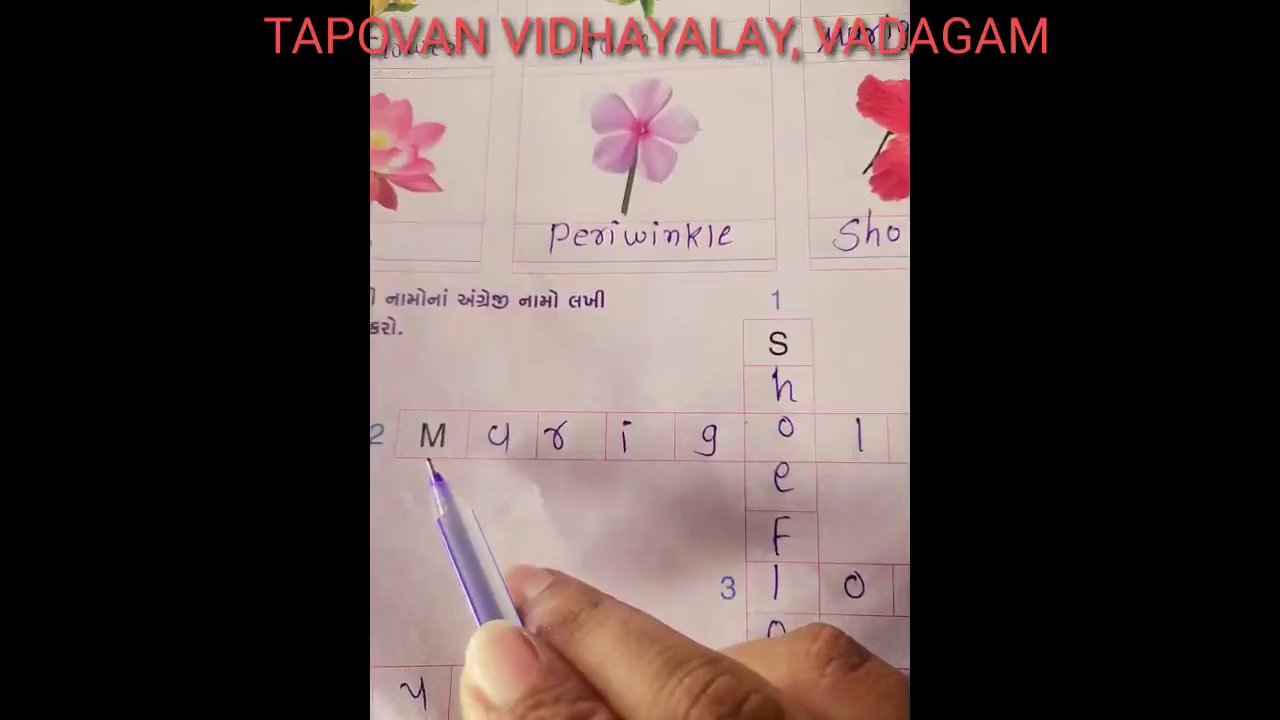 TAPOVAN VIDHAYALAY, VADAGAM
Periwinkle
Sho
નામોનાં અંગ્રેજી નામો લખી
કરો.
1
S
h
2 M a r i g o l
e
F
3 l o
o